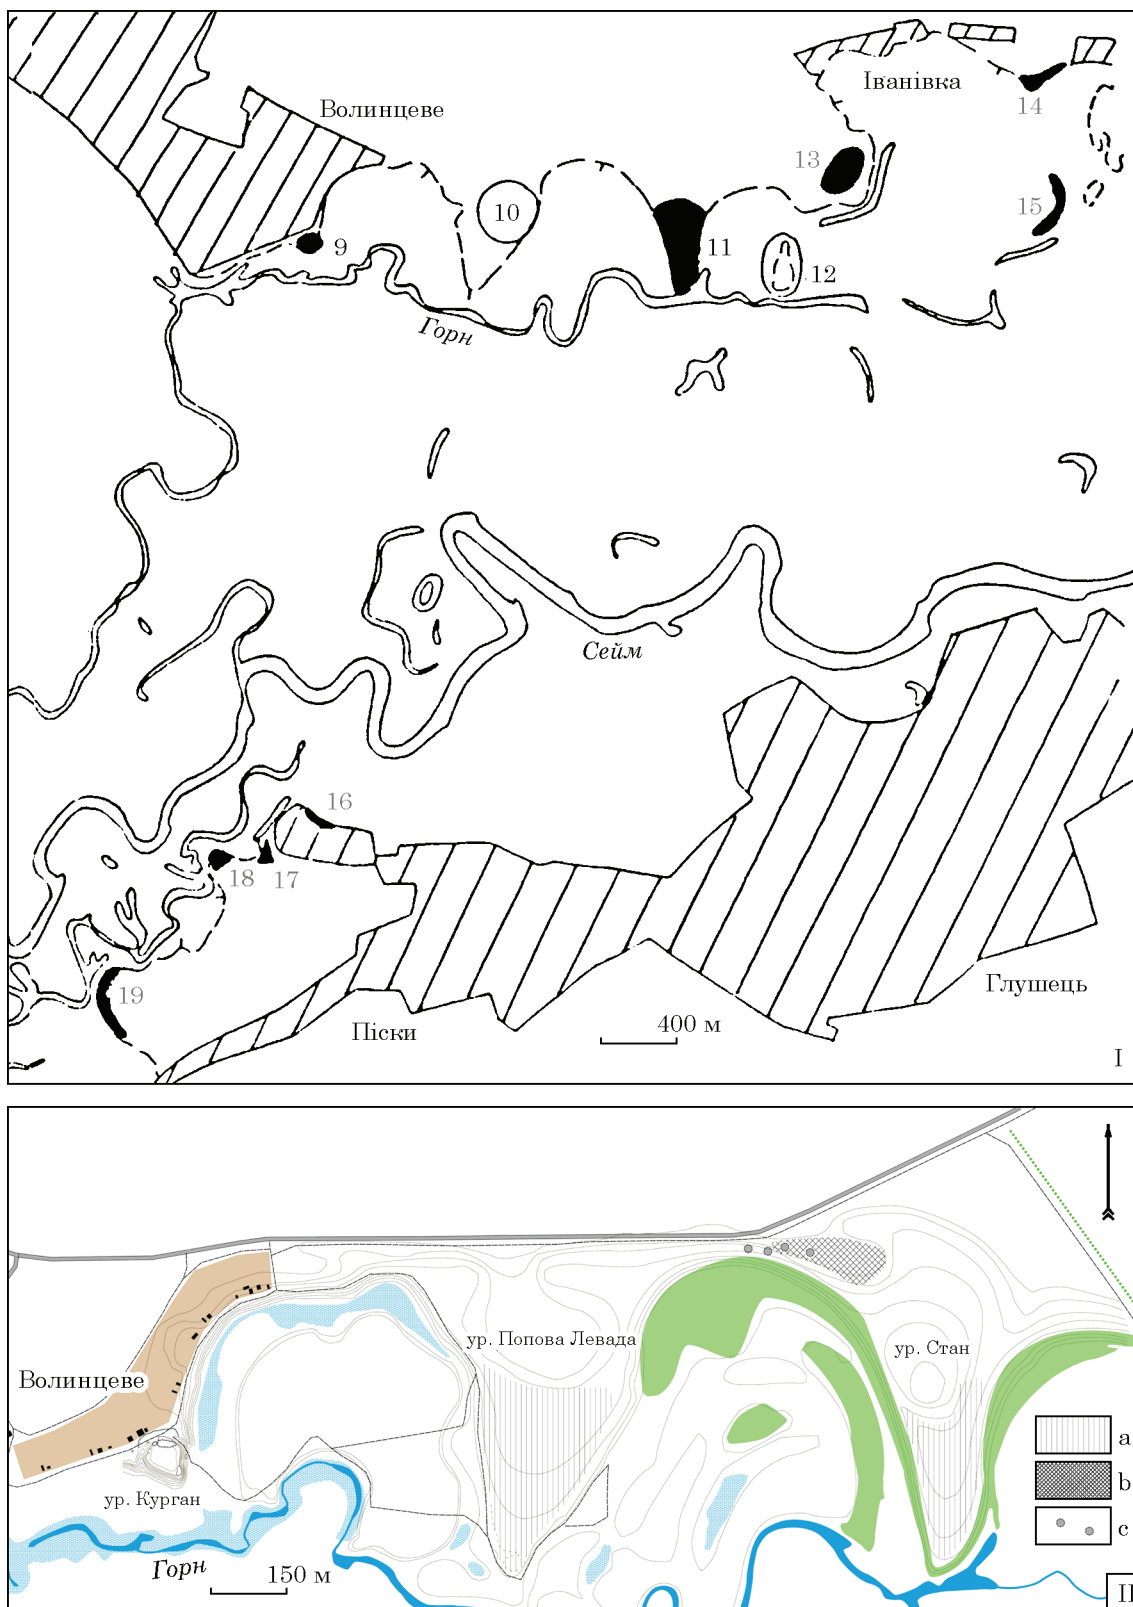 Волинцеве
Іванівка
14
13
15
10
9
11
12
Горн
Сейм
16
18
17
19
Глушець
400 м
Піски
I
ур. Попова Левада
ур. Стан
Волинцеве
a
b
ур. Курган
c
Горн
150 м
II